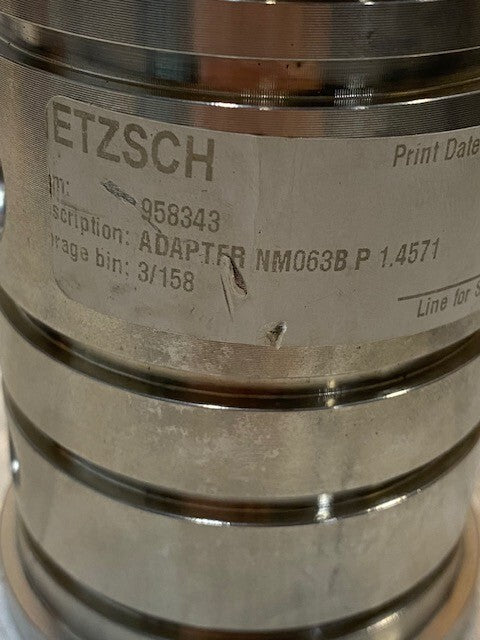 ETZSCH
Print Date
m:
958343
scription: ADAPTER NM063B P 1.4571
rage bin: 3/158
Line for S